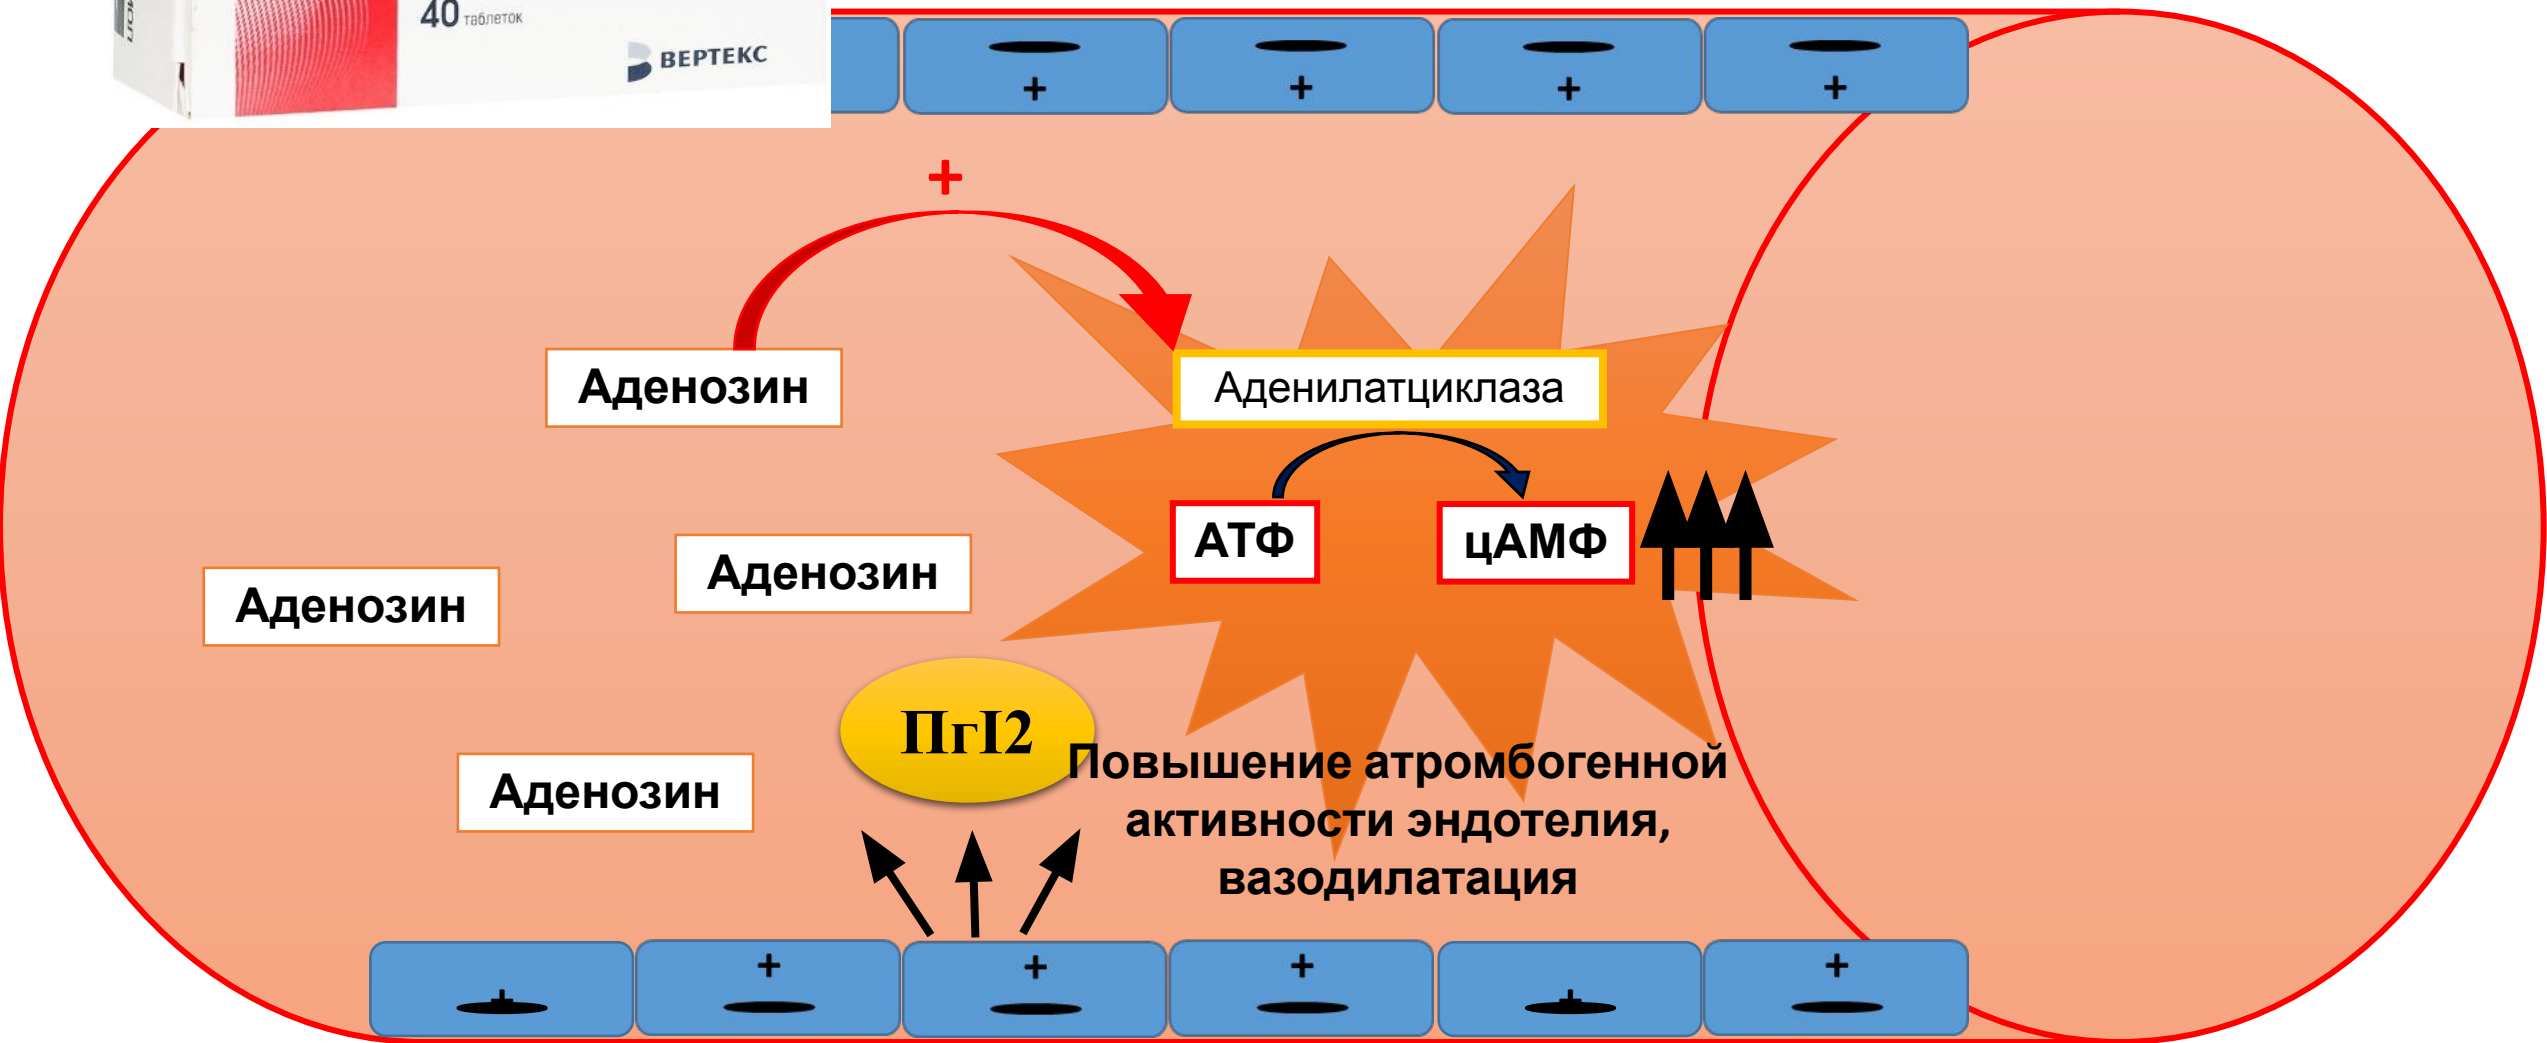 40 таблеток
ВЕРТЕКС
+ + + +
+
Аденозин
Аденилатциклаза
АТФ
цАМФ
Аденозин
Аденозин
ПгI2
Повышение атромбогенной
активности эндотелия,
вазодилатация
Аденозин
+ + + + + +